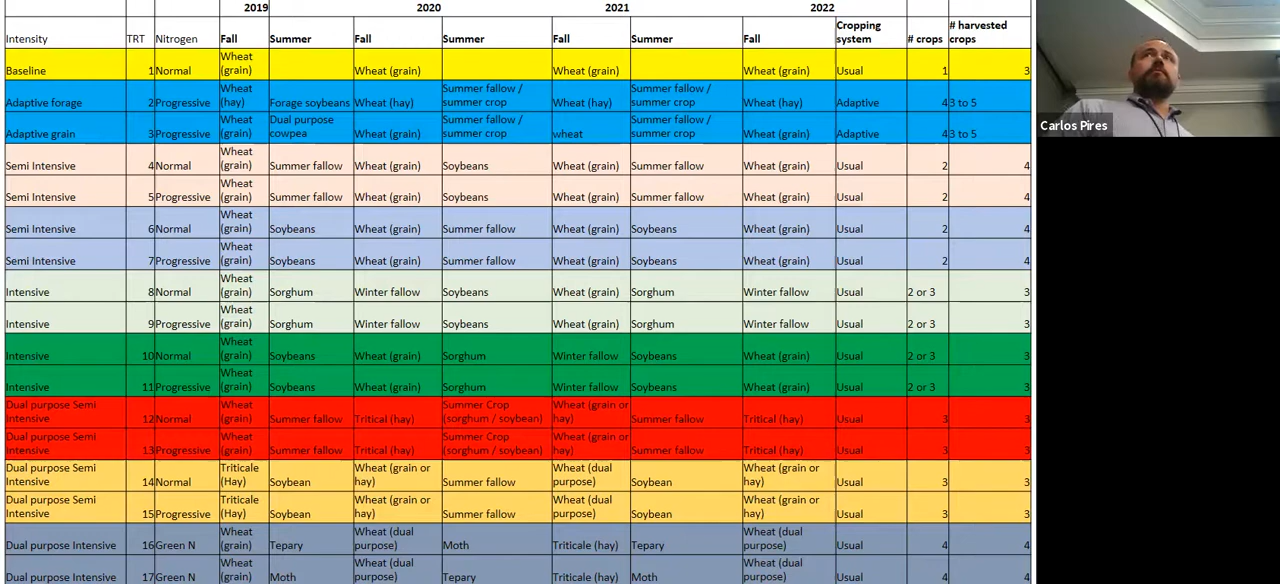 2019 2020 2021 2022
Intensity TRT Nitrogen Fall Summer Fall Summer Fall Summer Fall Cropping system # crops # harvested crops
Baseline 1 Normal Wheat (grain) Wheat (grain) Wheat (grain) Wheat (grain) Usual 1 3
Adaptive forage 2 Progressive Wheat (hay) Forage soybeans Wheat (hay) Summer fallow / summer crop Wheat (hay) Summer fallow / summer crop Wheat (hay) Adaptive 4 3 to 5
Adaptive grain 3 Progressive Wheat (grain) Dual purpose cowpea Wheat (grain) Summer fallow / summer crop wheat Summer fallow / summer crop Wheat (grain) Adaptive 4 3 to 5
Semi Intensive 4 Normal Wheat (grain) Summer fallow Wheat (grain) Soybeans Wheat (grain) Summer fallow Wheat (grain) Usual 2 4
Semi Intensive 5 Progressive Wheat (grain) Summer fallow Wheat (grain) Soybeans Wheat (grain) Summer fallow Wheat (grain) Usual 2 4
Semi Intensive 6 Normal Wheat (grain) Soybeans Wheat (grain) Summer fallow Wheat (grain) Soybeans Wheat (grain) Usual 2 4
Semi Intensive 7 Progressive Wheat (grain) Soybeans Wheat (grain) Summer fallow Wheat (grain) Soybeans Wheat (grain) Usual 2 4
Intensive 8 Normal Wheat (grain) Sorghum Winter fallow Soybeans Wheat (grain) Sorghum Winter fallow Usual 2 or 3 3
Intensive 9 Progressive Wheat (grain) Sorghum Winter fallow Soybeans Wheat (grain) Sorghum Winter fallow Usual 2 or 3 3
Intensive 10 Normal Wheat (grain) Soybeans Wheat (grain) Sorghum Winter fallow Soybeans Wheat (grain) Usual 2 or 3 3
Intensive 11 Progressive Wheat (grain) Soybeans Wheat (grain) Sorghum Winter fallow Soybeans Wheat (grain) Usual 2 or 3 3
Dual purpose Semi Intensive 12 Normal Wheat (grain) Summer fallow Tritical (hay) Summer Crop (sorghum / soybean) Wheat (grain or hay) Summer fallow Tritical (hay) Usual 3 3
Dual purpose Semi Intensive 13 Progressive Wheat (grain) Summer fallow Tritical (hay) Summer Crop (sorghum / soybean) Wheat (grain or hay) Summer fallow Tritical (hay) Usual 3 3
Dual purpose Semi Intensive 14 Normal Triticale (Hay) Soybean Wheat (grain or hay) Summer fallow Wheat (dual purpose) Soybean Wheat (grain or hay) Usual 3 3
Dual purpose Semi Intensive 15 Progressive Triticale (Hay) Soybean Wheat (grain or hay) Summer fallow Wheat (dual purpose) Soybean Wheat (grain or hay) Usual 3 3
Dual purpose Intensive 16 Green N Wheat (grain) Tepary Wheat (dual purpose) Moth Triticale (hay) Tepary Wheat (dual purpose) Usual 4 4
Dual purpose Intensive 17 Green N Wheat (grain) Moth Wheat (dual purpose) Tepary Triticale (hay) Moth Wheat (dual purpose) Usual 4 4
Carlos Pires